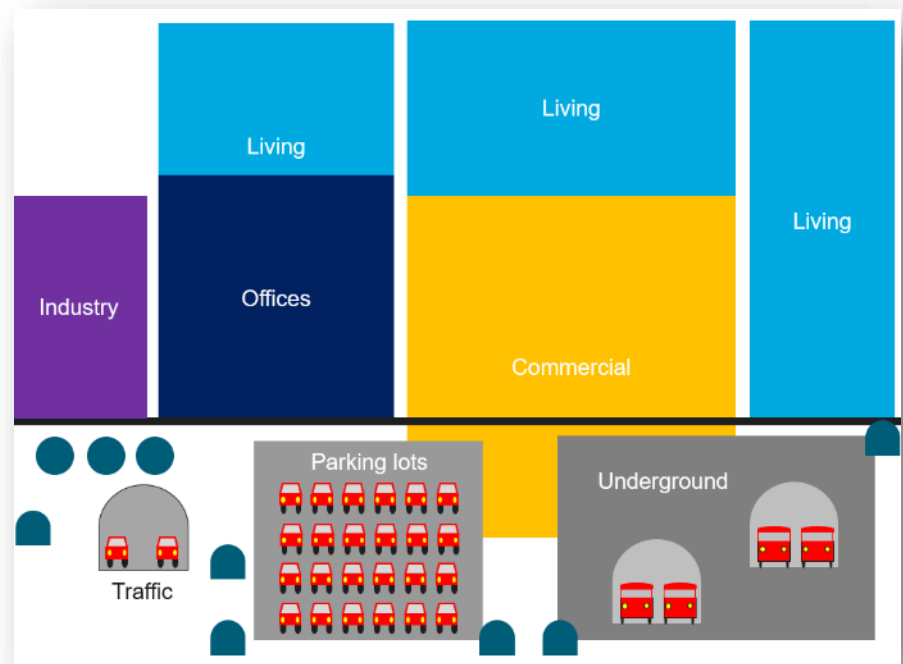 Living
Living
Living
Industry
Offices
Commercial
Parking lots
Underground
Traffic